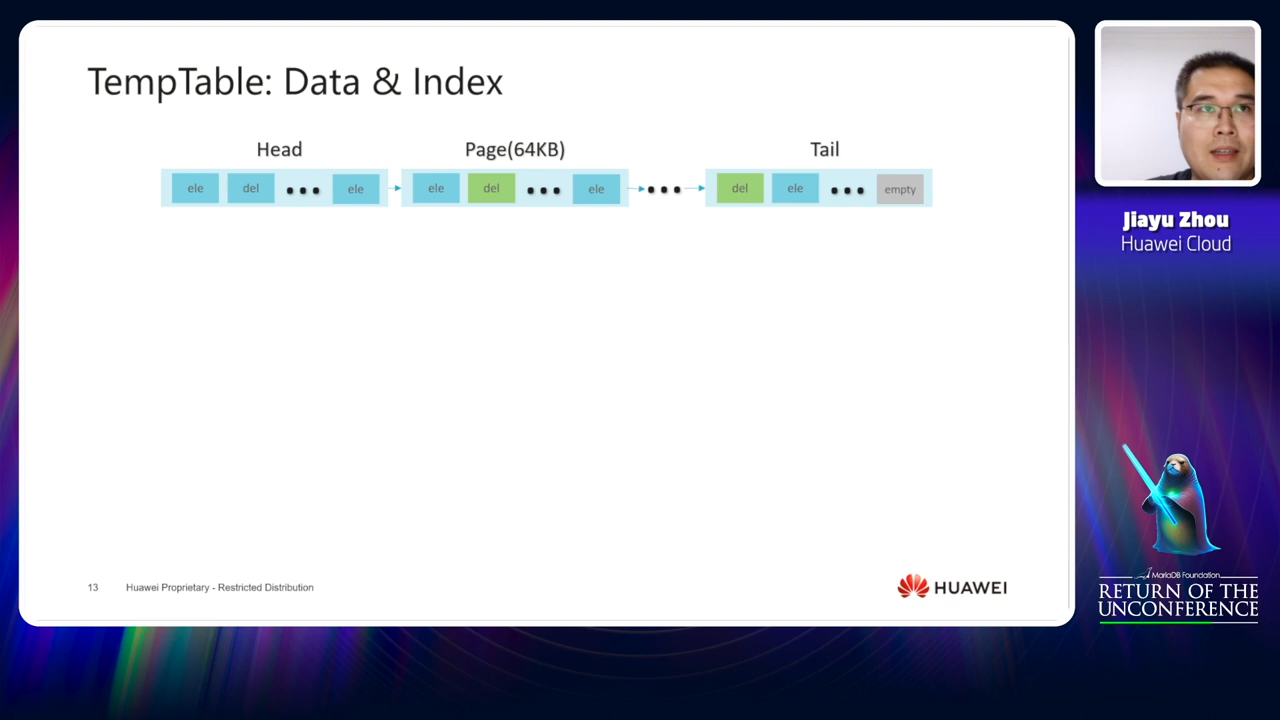 TempTable: Data & Index
Head
Page(64KB)
Tail
ele del ••• ele
ele del ••• ele
•••
del ele ••• empty
13 Huawei Proprietary - Restricted Distribution
HUAWEI
Jiayu Zhou
Huawei Cloud
MariaDB Foundation
RETURN OF THE
UNCONFERENCE